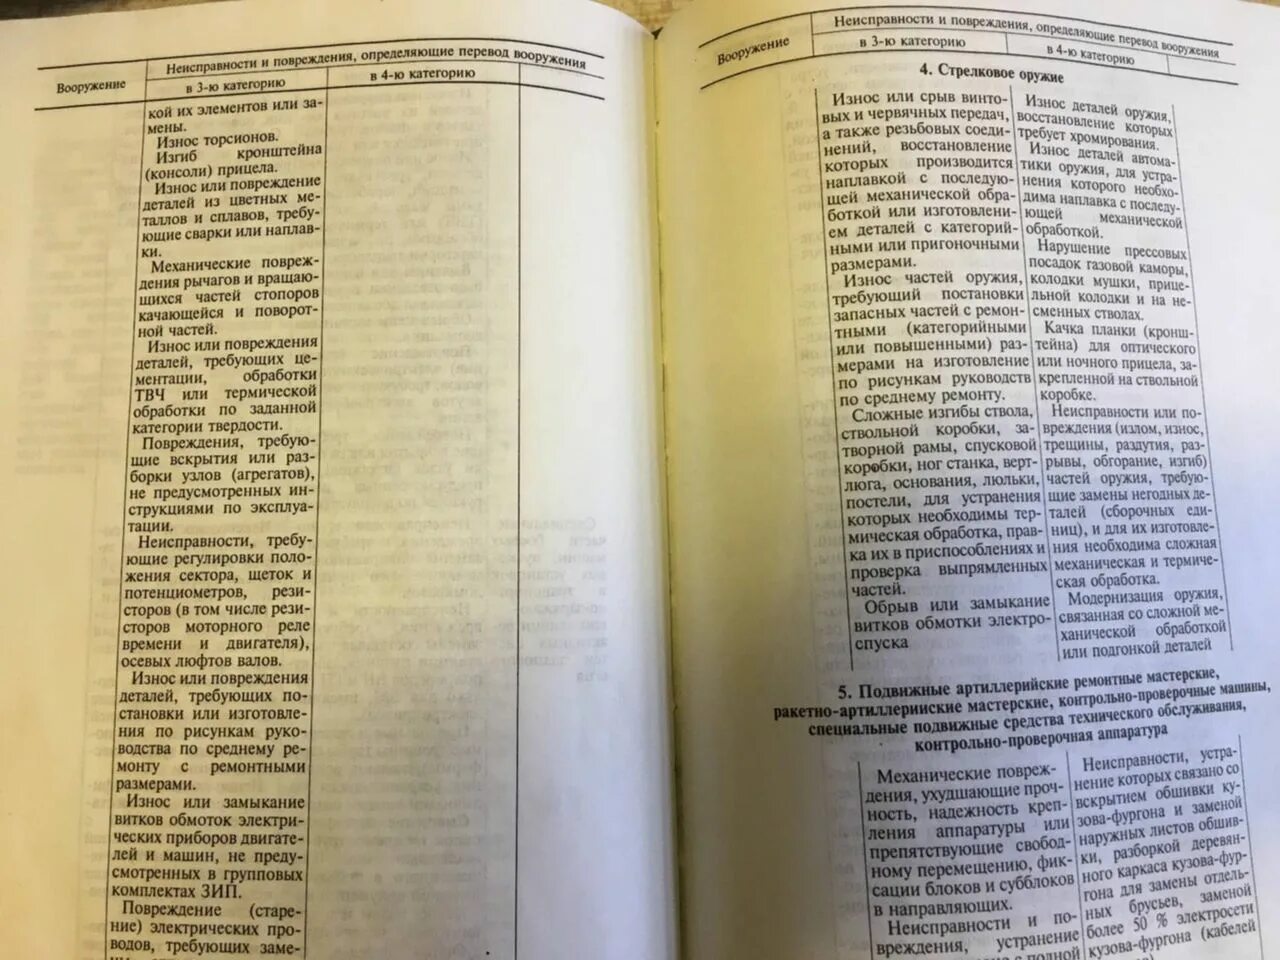 Вооружение
Неисправности и повреждения, определяющие перевод вооружения
в 3-ю категорию
в 4-ю категорию
кой их элементов или за-
мены.
Износ торсионов.
Изгиб кронштейна
(консоли) прицела.
Износ или повреждение
деталей из цветных ме-
таллов и сплавов, требу-
ющие сварки или наплав-
ки.
Механические повреж-
дения рычагов и вращаю-
щихся частей стопоров
качающейся и поворот-
ной частей.
Износ или повреждения
деталей, требующих це-
ментации, обработки
ТВЧ или термической
обработки по заданной
категории твердости.
Повреждения, требую-
щие вскрытия или раз-
борки узлов (агрегатов),
не предусмотренных ин-
струкциями по эксплуа-
тации.
Неисправности, требу-
ющие регулировки поло-
жения сектора, щеток и
потенциометров, рези-
сторов (в том числе рези-
сторов моторного реле
времени и двигателя),
осевых люфтов валов.
Износ или повреждения
деталей, требующих по-
становки или изготовле-
ния по рисункам руко-
водства по среднему ре-
монту с ремонтными
размерами.
Износ или замыкание
витков обмоток электри-
ческих приборов двигате-
лей и машин, не преду-
смотренных в групповых
комплектах ЗИП.
Повреждение (старе-
ние) электрических про-
водов, требующих заме-
Вооружение
Неисправности и повреждения, определяющие перевод вооружения
в 3-ю категорию
в 4-ю категорию
4. Стрелковое оружие
Износ или срыв винто-
вых и червячных передач,
а также резьбовых соеди-
нений, восстановление
которых производится
наплавкой с последую-
щей механической обра-
боткой или изготовлени-
ем деталей с категорий-
ными или пригоночными
размерами.
Износ частей оружия,
требующий постановки
запасных частей с ремон-
тными (категорийными
или повышенными) раз-
мерами на изготовление
по рисункам руководств
по среднему ремонту.
Сложные изгибы ствола,
ствольной коробки, за-
творной рамы, спусковой
коробки, ног станка, верт-
люга, основания, люльки,
постели, для устранения
которых необходимы тер-
мическая обработка, прав-
ка их в приспособлениях и
проверка выпрямленных
частей.
Обрыв или замыкание
витков обмотки электро-
спуска
Износ деталей оружия,
восстановление которых
требует хромирования.
Износ деталей автома-
тики оружия, для устра-
нения которого необхо-
дима наплавка с последу-
ющей механической
обработкой.
Нарушение прессовых
посадок газовой каморы,
колодки мушки, прице-
льной колодки и на не-
сменных стволах.
Качка планки (кронш-
тейна) для оптического
или ночного прицела, за-
крепленной на ствольной
коробке.
Неисправности или по-
вреждения (излом, износ,
трещины, раздутия, раз-
рывы, обгорание, изгиб)
частей оружия, требую-
щие замены негодных де-
талей (сборочных еди-
ниц), и для их изготовле-
ния необходима сложная
механическая и термиче-
ская обработка.
Модернизация оружия,
связанная со сложной ме-
ханической обработкой
или подгонкой деталей
5. Подвижные артиллерийские ремонтные мастерские,
ракетно-артиллерийские мастерские, контрольно-проверочные машины,
специальные подвижные средства технического обслуживания,
контрольно-проверочная аппаратура
Механические повреж-
дения, ухудшающие проч-
ность, надежность креп-
ления аппаратуры или
препятствующие свобод-
ному перемещению, фик-
сации блоков и субблоков
в направляющих.
Неисправности и по-
вреждения, устранение
Неисправности, устра-
нение которых связано со
вскрытием обшивки ку-
зова-фургона и заменой
наружных листов обшив-
ки, разборкой деревян-
ного каркаса кузова-фур-
гона для замены отдель-
ных брусьев, заменой
более 50 % электросети
кузова-фургона (кабелей